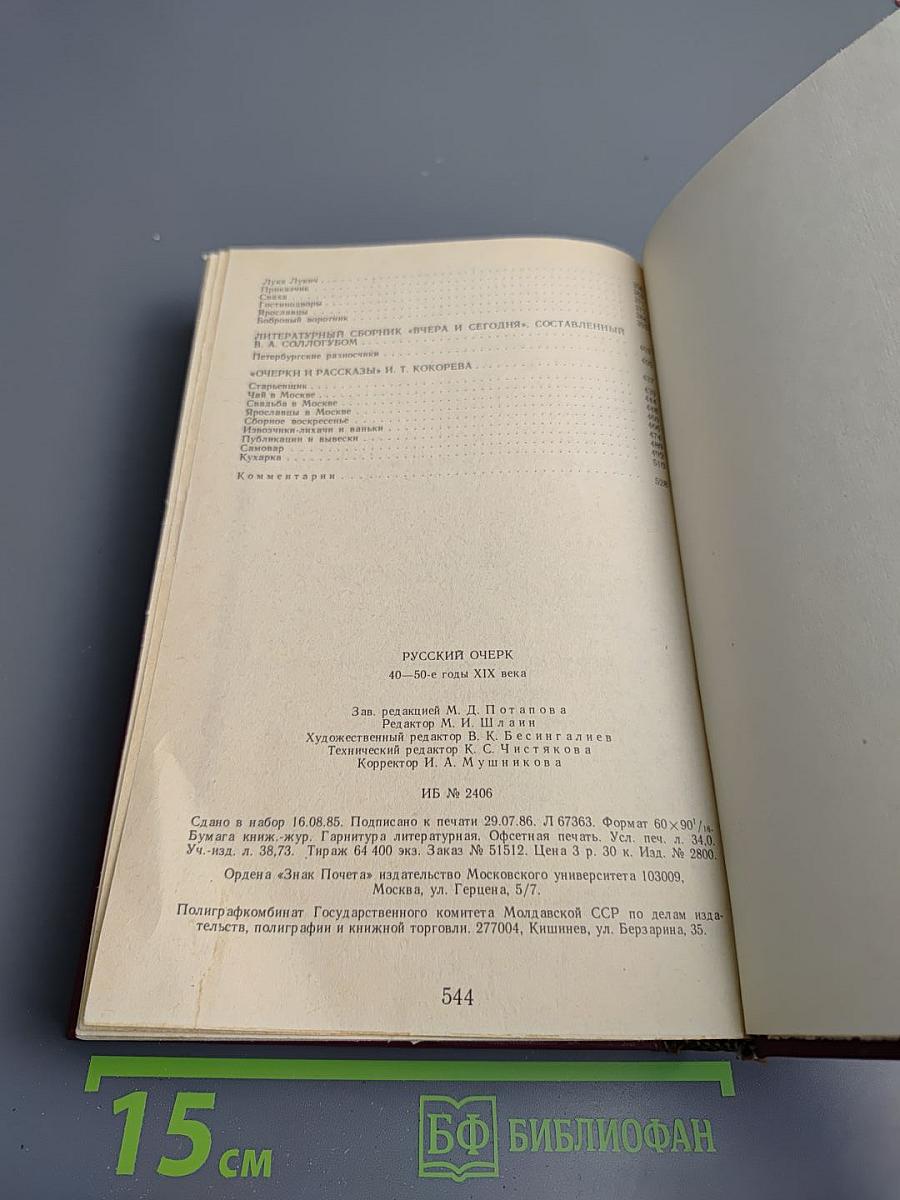 Лука Лукич
Приказчик
Сваха
Гостинодворы
Ярославцы
Бобровый воротник
ЛИТЕРАТУРНЫЙ СБОРНИК «ВЧЕРА И СЕГОДНЯ», СОСТАВЛЕННЫЙ
В. А. СОЛЛОГУБОМ
Петербургские разносчики
«ОЧЕРКИ И РАССКАЗЫ» И. Т. КОКОРЕВА
Старьевщик
Чай в Москве
Свадьба в Москве
Ярославцы в Москве
Сборное воскресенье
Извозчики-лихачи и ваньки
Публикации и вывески
Самовар
Кухарка
Комментарии
РУССКИЙ ОЧЕРК
40—50-е годы XIX века
Зав. редакцией М. Д. Потапова
Редактор М. И. Шлаин
Художественный редактор В. К. Бесингалиев
Технический редактор К. С. Чистякова
Корректор И. А. Мушникова
ИБ № 2406
Сдано в набор 16.08.85. Подписано к печати 29.07.86. Л 67363. Формат 60×90¹/₁₆.
Бумага книж.-жур. Гарнитура литературная. Офсетная печать. Усл. печ. л. 34,0.
Уч.-изд. л. 38,73. Тираж 64 400 экз. Заказ № 51512. Цена 3 р. 30 к. Изд. № 2800.
Ордена «Знак Почета» издательство Московского университета 103009,
Москва, ул. Герцена, 5/7.
Полиграфкомбинат Государственного комитета Молдавской ССР по делам изда-
тельств, полиграфии и книжной торговли. 277004, Кишинев, ул. Берзарина, 35.
544
15 см
БФ БИБЛИОФАН